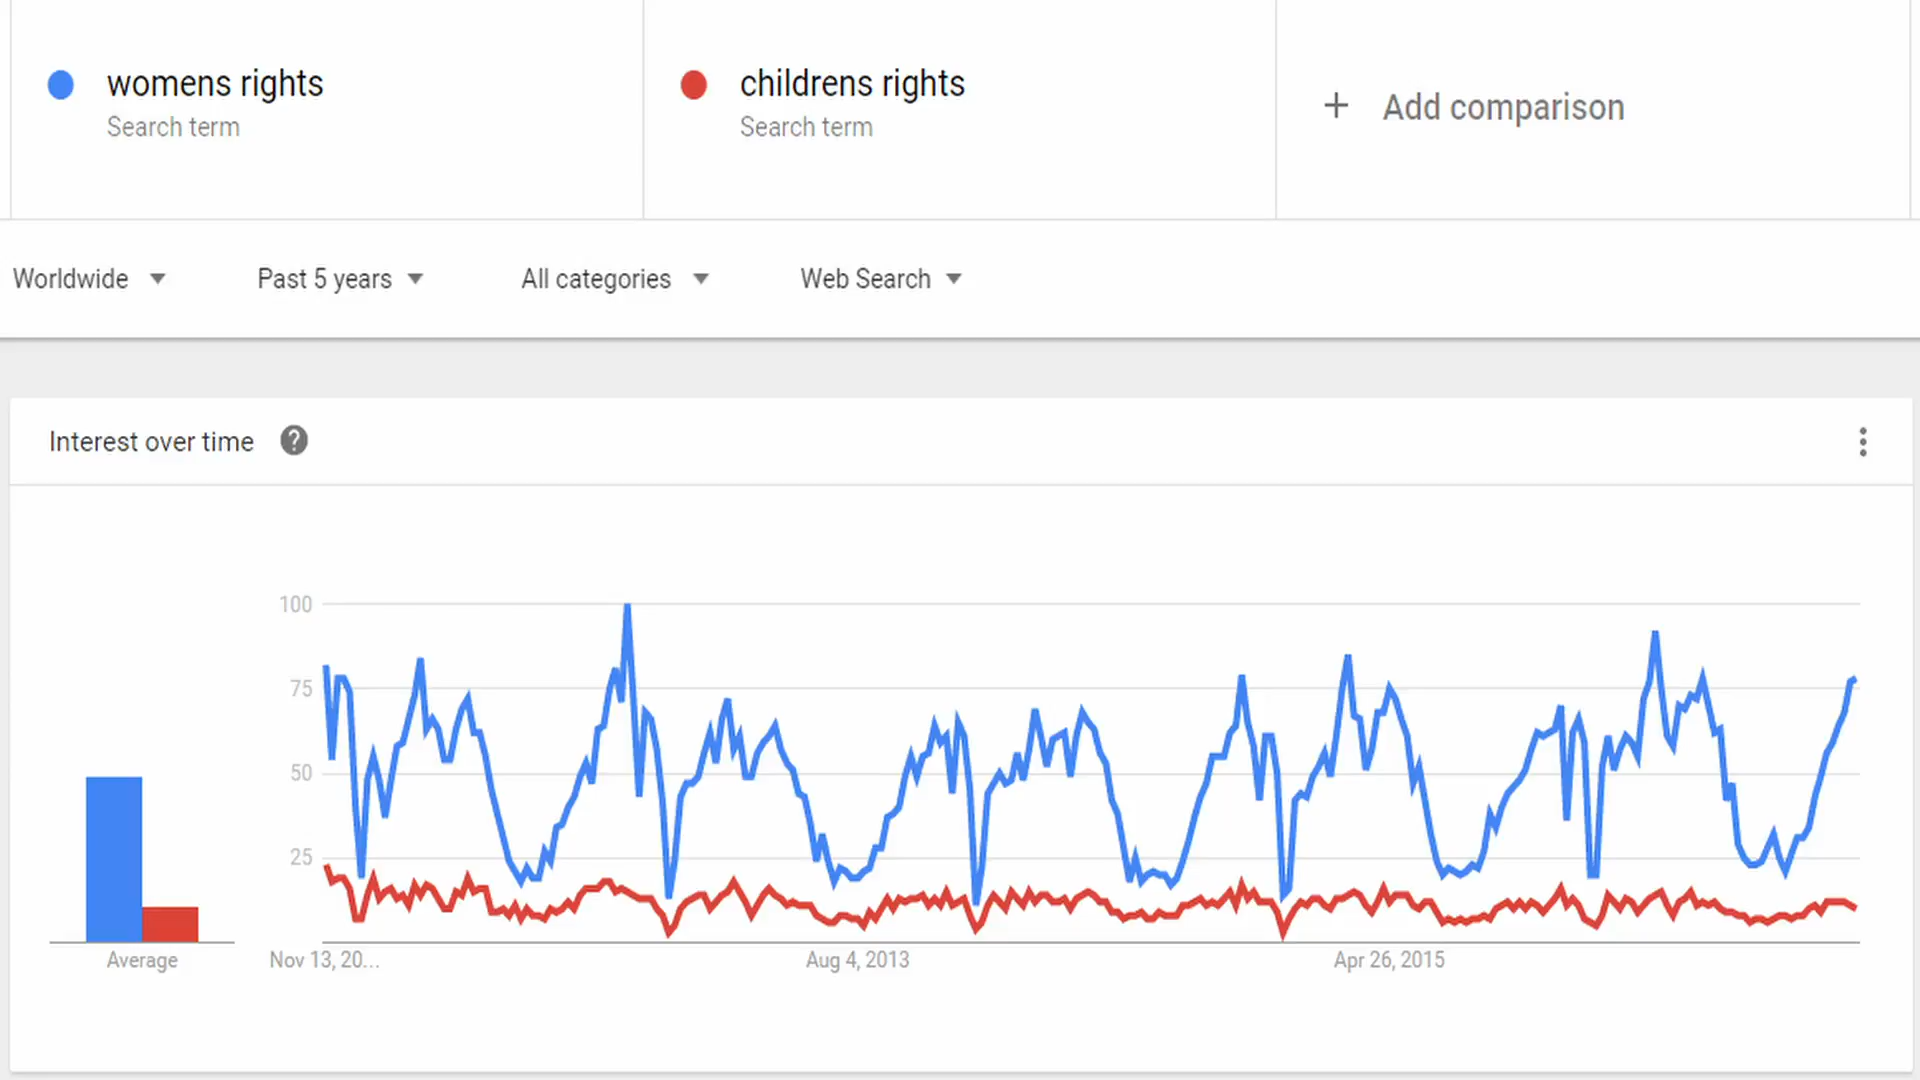 womens rights
Search term
childrens rights
Search term
+ Add comparison
Worldwide
Past 5 years
All categories
Web Search
Interest over time ?
100
75
50
25
Average
Nov 13, 20...
Aug 4, 2013
Apr 26, 2015